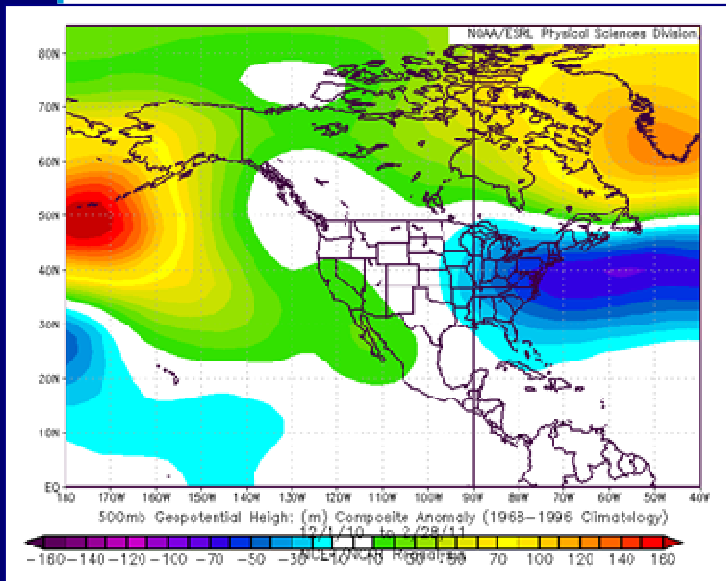 NOAA/ESRL Physical Sciences Division
80N
70N
60N
50N
40N
30N
20N
10N
EQ
180 170W 160W 150W 140W 130W 120W 110W 100W 90W 80W 70W 60W 50W 40W
500mb Geopotential Height (m) Composite Anomaly (1968-1996 Climatology)
12/1/10 to 2/28/11
NCEP/NCAR Reanalysis
-160 -140 -120 -100 -70 -50 -30 -10 10 30 50 70 100 120 140 160